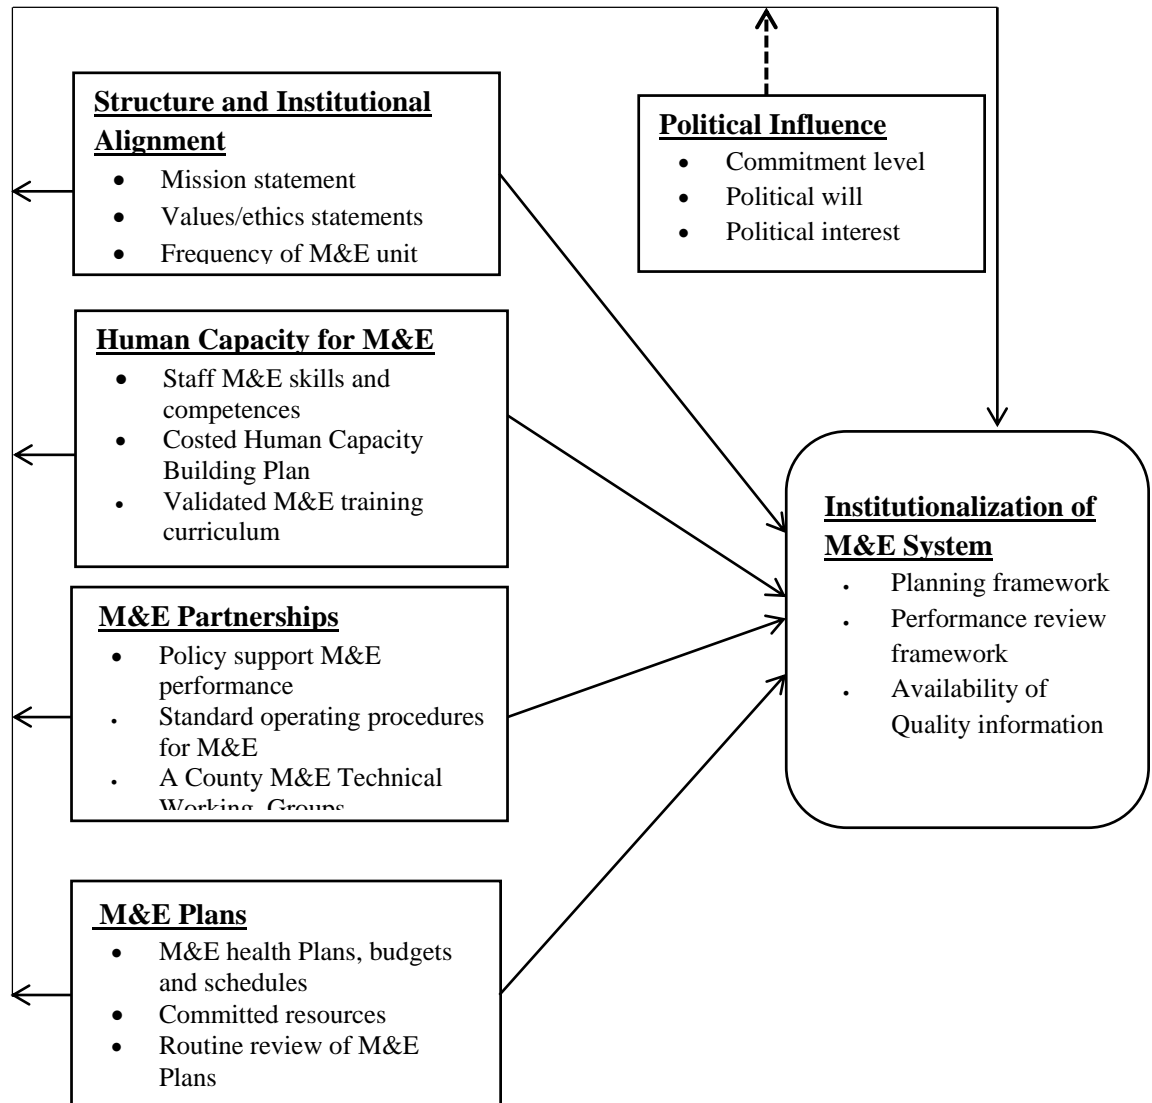 Structure and Institutional
Alignment
• Mission statement
• Values/ethics statements
• Frequency of M&E unit
Political Influence
• Commitment level
• Political will
• Political interest
Human Capacity for M&E
• Staff M&E skills and
competences
• Costed Human Capacity
Building Plan
• Validated M&E training
curriculum
M&E Partnerships
• Policy support M&E
performance
• Standard operating procedures
for M&E
• A County M&E Technical
Working Groups
M&E Plans
• M&E health Plans, budgets
and schedules
• Committed resources
• Routine review of M&E
Plans
Institutionalization of
M&E System
• Planning framework
• Performance review
framework
• Availability of
Quality information